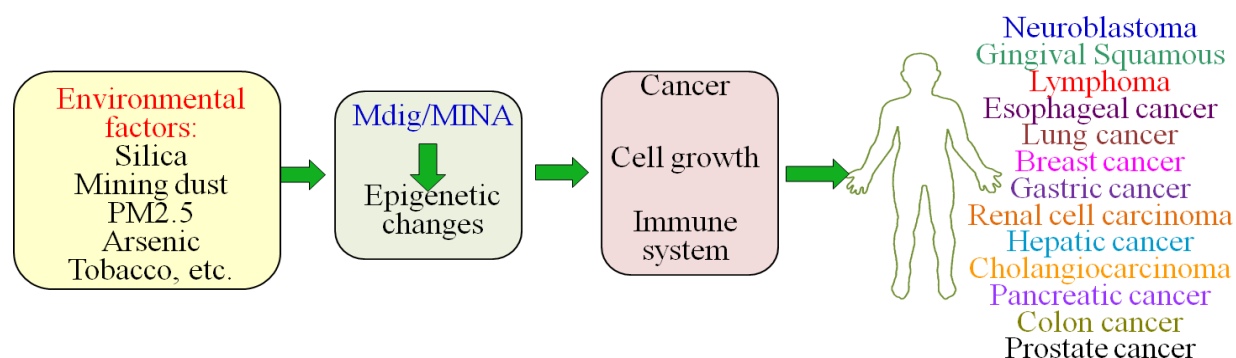 Environmental
factors:
Silica
Mining dust
PM2.5
Arsenic
Tobacco, etc.
Mdig/MINA
Epigenetic
changes
Cancer
Cell growth
Immune
system
Neuroblastoma
Gingival Squamous
Lymphoma
Esophageal cancer
Lung cancer
Breast cancer
Gastric cancer
Renal cell carcinoma
Hepatic cancer
Cholangiocarcinoma
Pancreatic cancer
Colon cancer
Prostate cancer